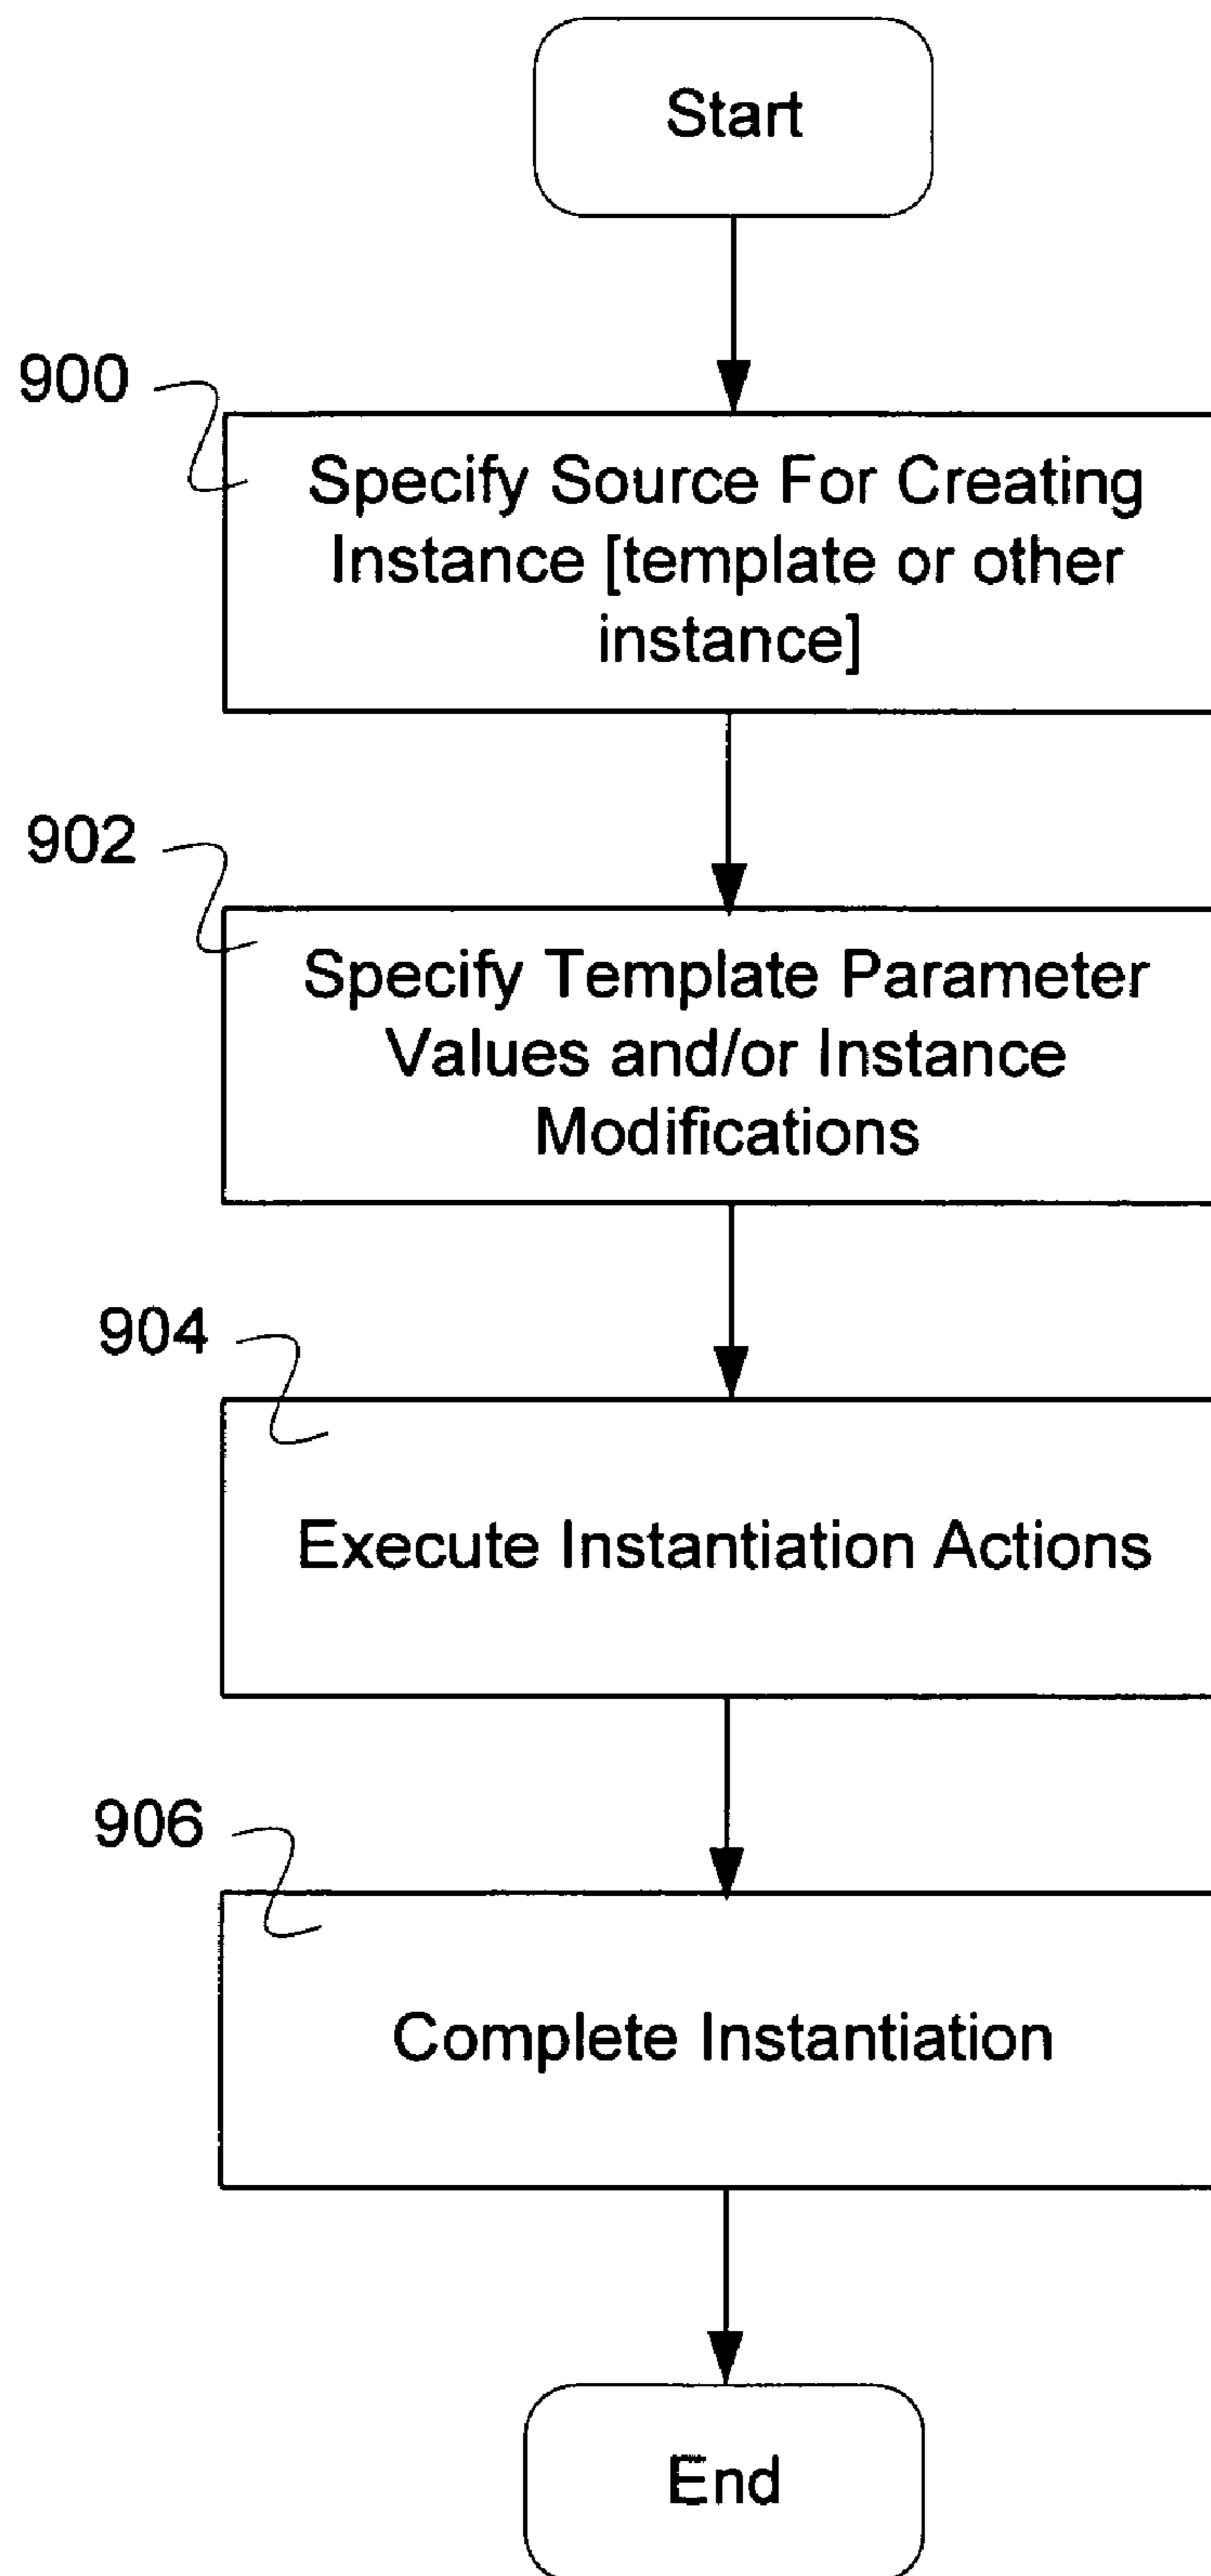 Start
900
Specify Source For Creating
Instance [template or other
instance]
902
Specify Template Parameter
Values and/or Instance
Modifications
904
Execute Instantiation Actions
906
Complete Instantiation
End